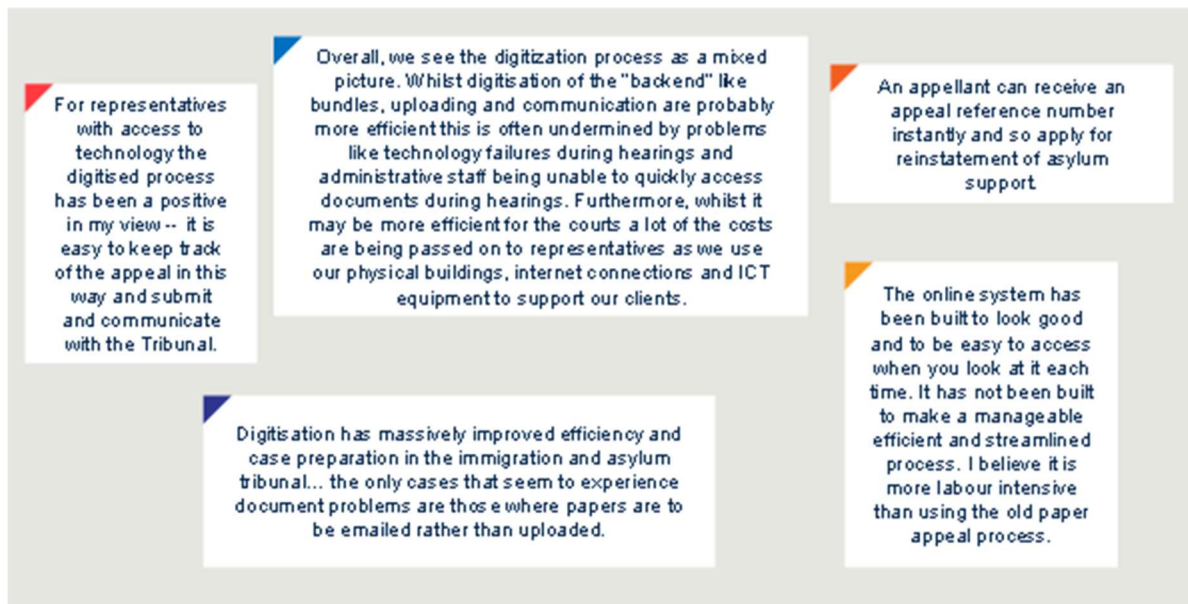 For representatives
with access to
technology the
digitised process
has been a positive
in my view -- it is
easy to keep track
of the appeal in this
way and submit
and communicate
with the Tribunal.
Overall, we see the digitization process as a mixed
picture. Whilst digitisation of the "backend" like
bundles, uploading and communication are probably
more efficient this is often undermined by problems
like technology failures during hearings and
administrative staff being unable to quickly access
documents during hearings. Furthermore, whilst it
may be more efficient for the courts a lot of the costs
are being passed on to representatives as we use
our physical buildings, internet connections and ICT
equipment to support our clients.
An appellant can receive an
appeal reference number
instantly and so apply for
reinstatement of asylum
support.
Digitisation has massively improved efficiency and
case preparation in the immigration and asylum
tribunal... the only cases that seem to experience
document problems are those where papers are to
be emailed rather than uploaded.
The online system has
been built to look good
and to be easy to access
when you look at it each
time. It has not been built
to make a manageable
efficient and streamlined
process. I believe it is
more labour intensive
than using the old paper
appeal process.